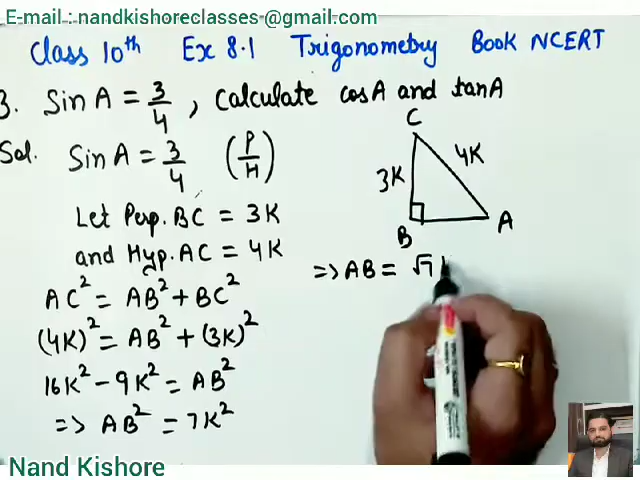 E-mail : nandkishoreclasses @gmail.com
Class 10th Ex 8.1 Trigonometry Book NCERT
3. Sin A = 3/4 , Calculate cosA and tanA
Sol. Sin A = 3/4 (P/H)
Let Perp. BC = 3K
and Hyp. AC = 4K
AC² = AB² + BC²
(4K)² = AB² + (3K)²
16K² - 9K² = AB²
=> AB² = 7K²
C
3K
4K
B
A
=> AB = √7
Nand Kishore